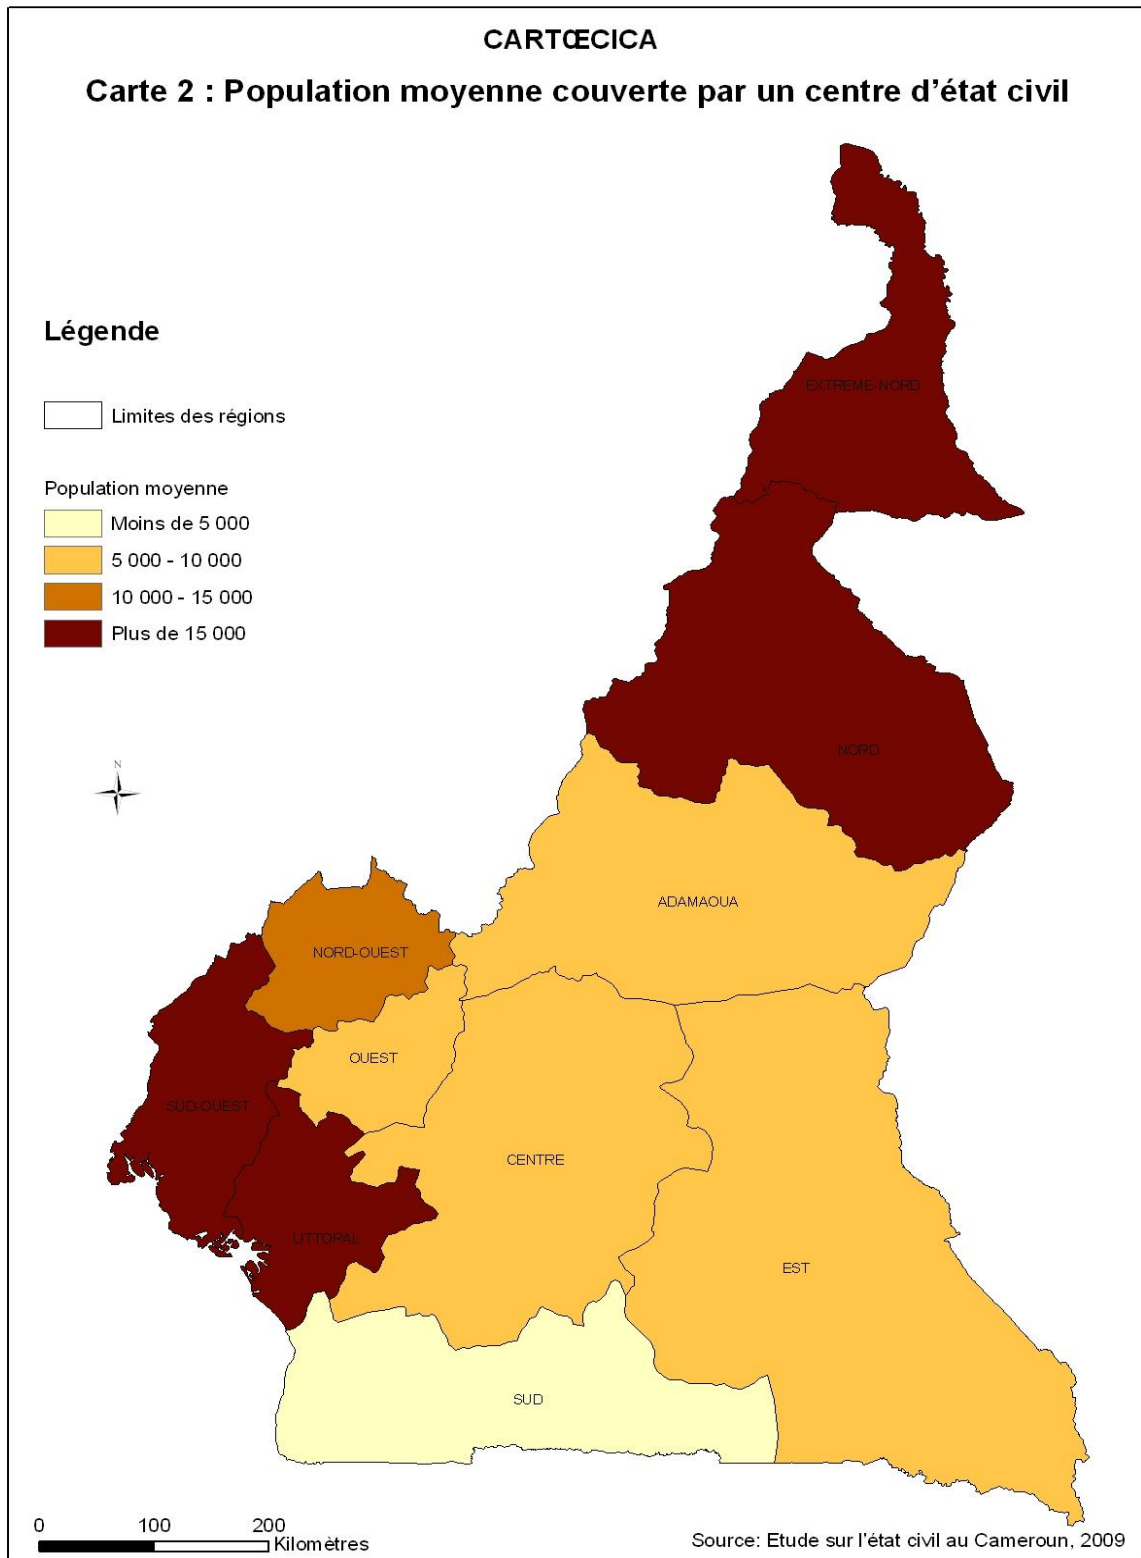 CARTŒCICA
Carte 2 : Population moyenne couverte par un centre d'état civil
Légende
Limites des régions
Population moyenne
Moins de 5 000
5 000 - 10 000
10 000 - 15 000
Plus de 15 000
N
EXTREME-NORD
NORD
ADAMAOUA
NORD-OUEST
OUEST
SUD-OUEST
CENTRE
LITTORAL
EST
SUD
0 100 200
Kilomètres
Source: Etude sur l'état civil au Cameroun, 2009